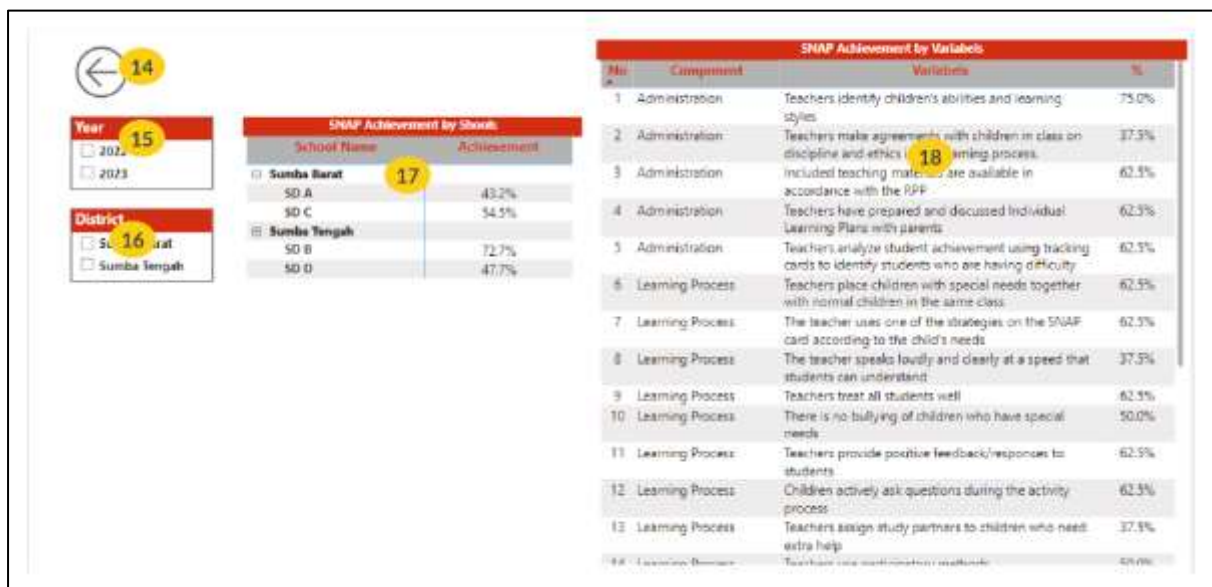 14
Year
15
2022
2023
District
16
Sumba Tengah
SNAP Achievement by Shools
School Name Achievement
17
Sumba Barat
SD A 43.2%
SD C 54.5%
Sumba Tengah
SD B 72.7%
SD D 47.7%
SNAP Achievement by Variabels
No Component Variabels %
1 Administration Teachers identify children's abilities and learning 75.0%
styles
2 Administration Teachers make agreements with children in class on 37.5%
discipline and ethics learning process.
18
3 Administration Included teaching are available in 62.5%
accordance with the RPP
4 Administration Teachers have prepared and discussed Individual 62.5%
Learning Plans with parents
5 Administration Teachers analyze student achievement using tracking 62.5%
cards to identify students who are having difficulty
6 Learning Process Teachers place children with special needs together 62.5%
with normal children in the same class
7 Learning Process The teacher uses one of the strategies on the SNAP 62.5%
card according to the child's needs
8 Learning Process The teacher speaks loudly and clearly at a speed that 37.5%
students can understand
9 Learning Process Teachers treat all students well 62.5%
10 Learning Process There is no bullying of children who have special 50.0%
needs
11 Learning Process Teachers provide positive feedback/responses to 62.5%
students
12 Learning Process Children actively ask questions during the activity 62.5%
process
13 Learning Process Teachers assign study partners to children who need 37.5%
extra help